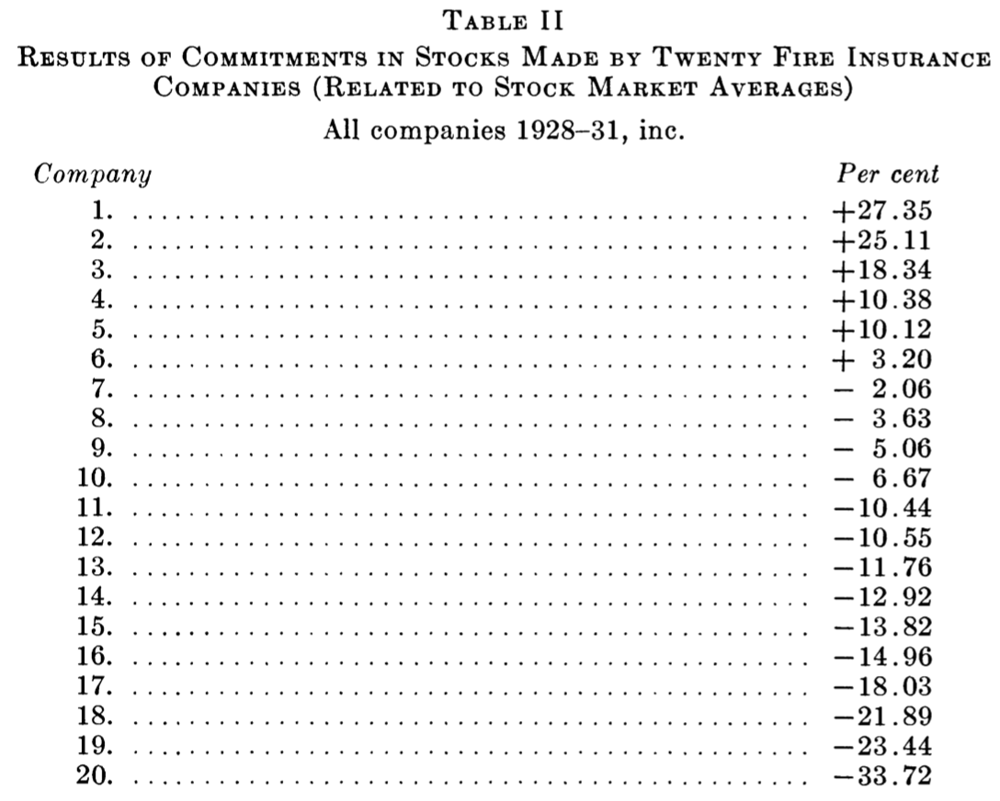 TABLE II
RESULTS OF COMMITMENTS IN STOCKS MADE BY TWENTY FIRE INSURANCE
COMPANIES (RELATED TO STOCK MARKET AVERAGES)
All companies 1928–31, inc.
Company Per cent
1. ................................................ +27.35
2. ................................................ +25.11
3. ................................................ +18.34
4. ................................................ +10.38
5. ................................................ +10.12
6. ................................................ + 3.20
7. ................................................ − 2.06
8. ................................................ − 3.63
9. ................................................ − 5.06
10. ................................................ − 6.67
11. ................................................ −10.44
12. ................................................ −10.55
13. ................................................ −11.76
14. ................................................ −12.92
15. ................................................ −13.82
16. ................................................ −14.96
17. ................................................ −18.03
18. ................................................ −21.89
19. ................................................ −23.44
20. ................................................ −33.72